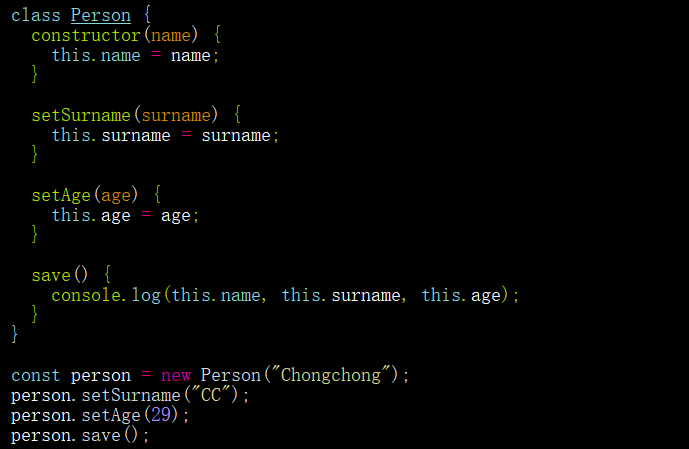 class Person {
  constructor(name) {
    this.name = name;
  }

  setSurname(surname) {
    this.surname = surname;
  }

  setAge(age) {
    this.age = age;
  }

  save() {
    console.log(this.name, this.surname, this.age);
  }
}

const person = new Person("Chongchong");
person.setSurname("CC");
person.setAge(29);
person.save();